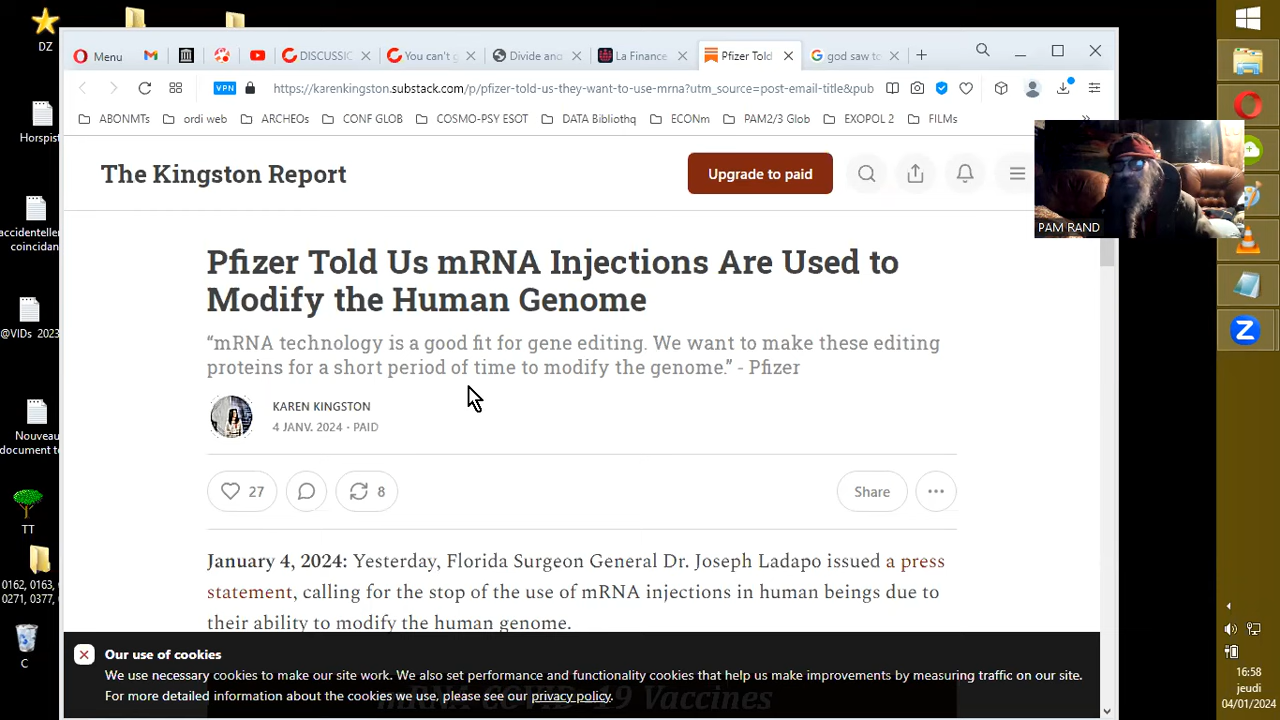 DZ
Menu
DISCUSSIC
You can't g
Divide and
La Finance
Pfizer Told
god saw to
VPN
https://karenkingston.substack.com/p/pfizer-told-us-they-want-to-use-mrna?utm_source=post-email-title&pub
ABONMTs
ordi web
ARCHEOs
CONF GLOB
COSMO-PSY ESOT
DATA Bibliothq
ECONm
PAM2/3 Glob
EXOPOL 2
FILMs
»
Horspist
accidenteller
coincidan
@VIDs 2023
Nouveau
document to
TT
0162, 0163,
0271, 0377,
C
The Kingston Report
Upgrade to paid
PAM RAND
Pfizer Told Us mRNA Injections Are Used to
Modify the Human Genome
“mRNA technology is a good fit for gene editing. We want to make these editing
proteins for a short period of time to modify the genome.” - Pfizer
KAREN KINGSTON
4 JANV. 2024 • PAID
27
8
Share
January 4, 2024: Yesterday, Florida Surgeon General Dr. Joseph Ladapo issued a press
statement, calling for the stop of the use of mRNA injections in human beings due to
their ability to modify the human genome.
Our use of cookies
We use necessary cookies to make our site work. We also set performance and functionality cookies that help us make improvements by measuring traffic on our site.
For more detailed information about the cookies we use, please see our privacy policy.
mRNA COVID-19 Vaccines
16:58
jeudi
04/01/2024